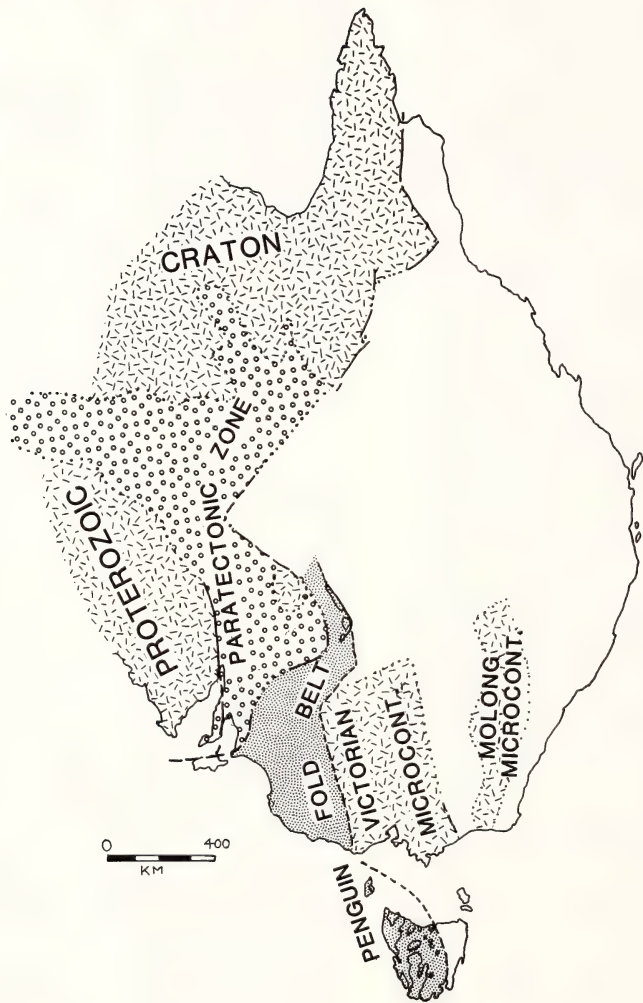 CRATON
PROTEROZOIC
PARATECTONIC ZONE
FOLD BELT
VICTORIAN
MICROCONT.
MOLONG
MICROCONT.
PENGUIN
0 400
KM